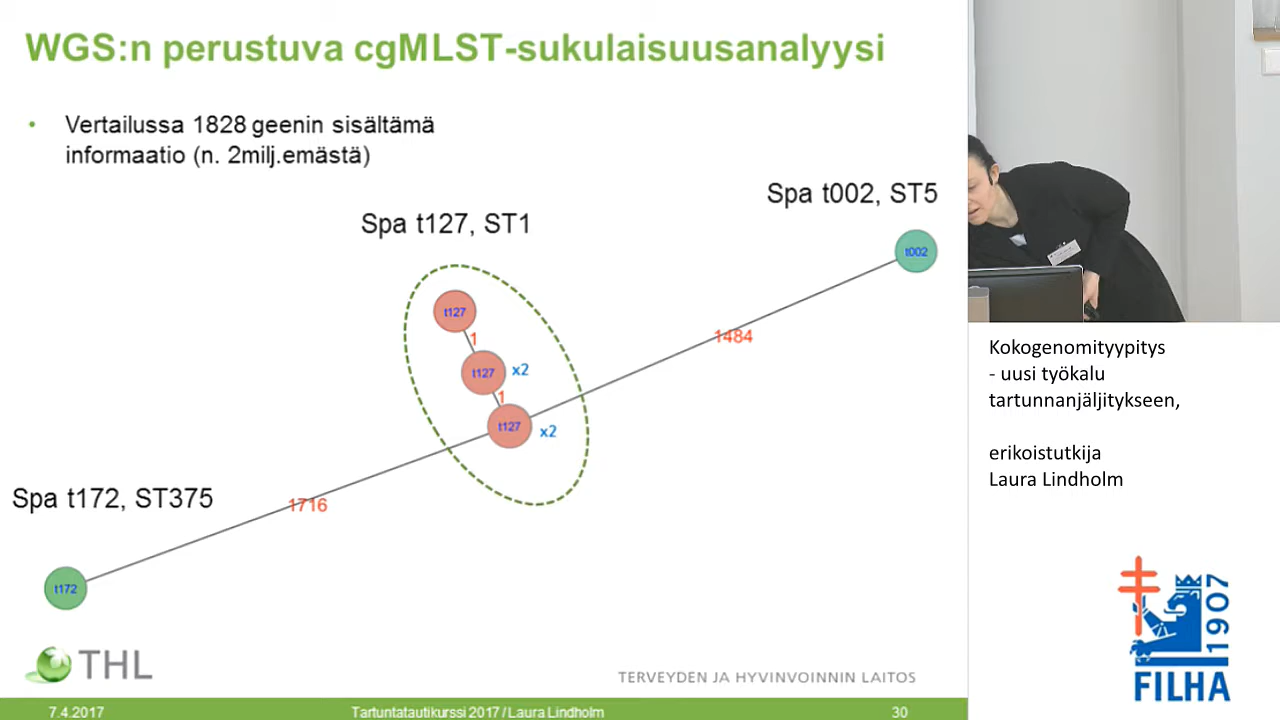 WGS:n perustuva cgMLST-sukulaisuusanalyysi
• Vertailussa 1828 geenin sisältämä
informaatio (n. 2milj.emästä)
Spa t002, ST5
Spa t127, ST1
t002
t127
1
1484
t127 x2
1
t127 x2
Spa t172, ST375
1716
t172
THL
TERVEYDEN JA HYVINVOINNIN LAITOS
7.4.2017 Tartuntatautikurssi 2017 / Laura Lindholm 30
Kokogenomityypitys
- uusi työkalu
tartunnanjäljitykseen,
erikoistutkija
Laura Lindholm
1907
FILHA